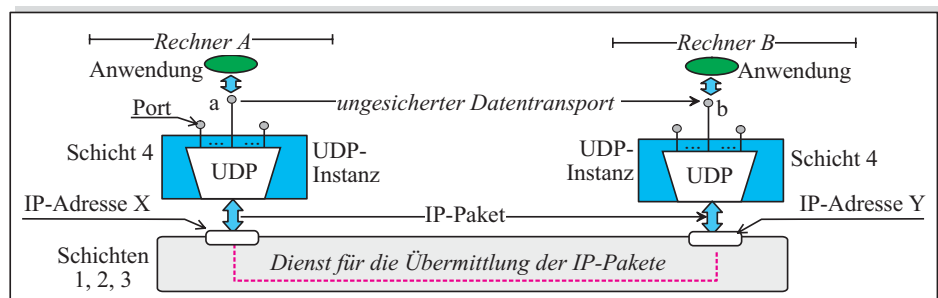 Rechner A
Rechner B
Anwendung
Anwendung
a
ungesicherter Datentransport
b
Port
...
...
...
...
Schicht 4
UDP
UDP-
Instanz
UDP-
Instanz
UDP
Schicht 4
IP-Adresse X
IP-Paket
IP-Adresse Y
Schichten
1, 2, 3
Dienst für die Übermittlung der IP-Pakete